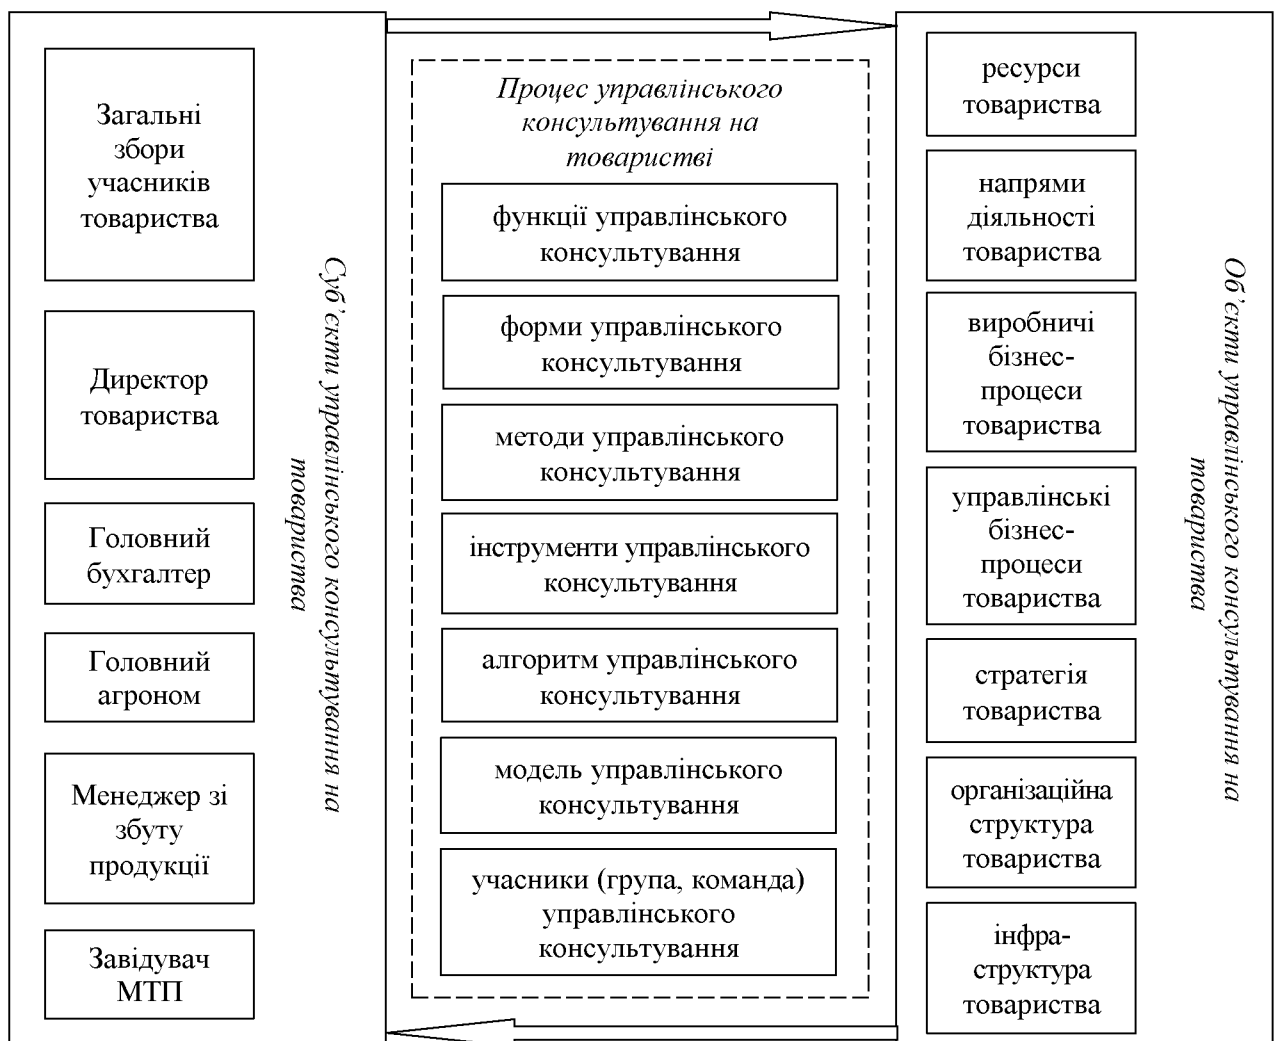 Загальні
збори
учасників
товариства
Директор
товариства
Головний
бухгалтер
Головний
агроном
Менеджер зі
збуту
продукції
Завідувач
МТП
Суб’єкти управлінського консультування на
товариства
Процес управлінського
консультування на
товаристві
функції управлінського
консультування
форми управлінського
консультування
методи управлінського
консультування
інструменти управлінського
консультування
алгоритм управлінського
консультування
модель управлінського
консультування
учасники (група, команда)
управлінського
консультування
ресурси
товариства
напрями
діяльності
товариства
виробничі
бізнес-
процеси
товариства
управлінські
бізнес-
процеси
товариства
стратегія
товариства
організаційна
структура
товариства
інфра-
структура
товариства
Об’єкти управлінського консультування на
товариства